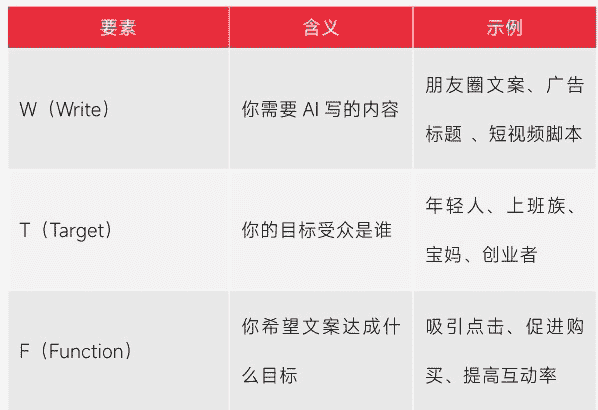 要素 含义 示例
W（Write） 你需要 AI 写的内容 朋友圈文案、广告
标题 、短视频脚本
T（Target） 你的目标受众是谁 年轻人、上班族、
宝妈、创业者
F（Function） 你希望文案达成什 吸引点击、促进购
么目标 买、提高互动率